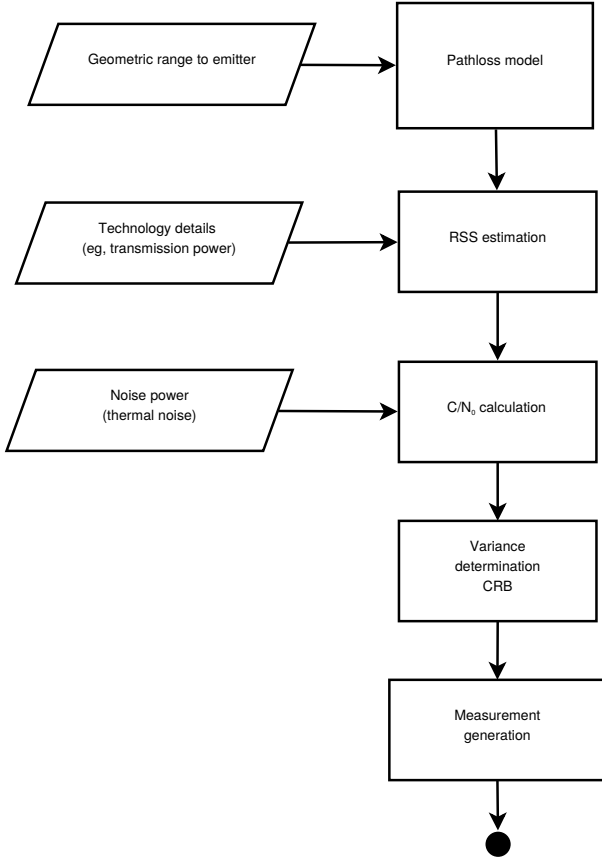 Geometric range to emitter
Pathloss model
Technology details
(eg, transmission power)
RSS estimation
Noise power
(thermal noise)
C/N₀ calculation
Variance
determination
CRB
Measurement
generation